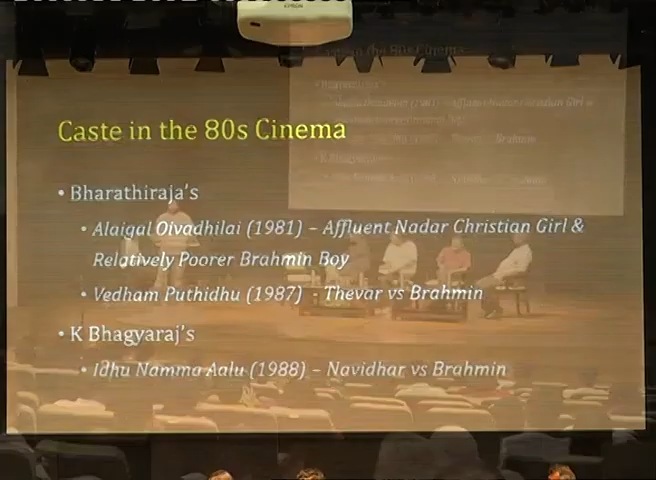 Caste in the 80s Cinema
• Bharathiraja's
• Alaigal Oivadhilai (1981) – Affluent Nadar Christian Girl &
Relatively Poorer Brahmin Boy
• Vedham Puthidhu (1987) - Thevar vs Brahmin
• K Bhagyaraj's
• Idhu Namma Aalu (1988) – Navidhar vs Brahmin